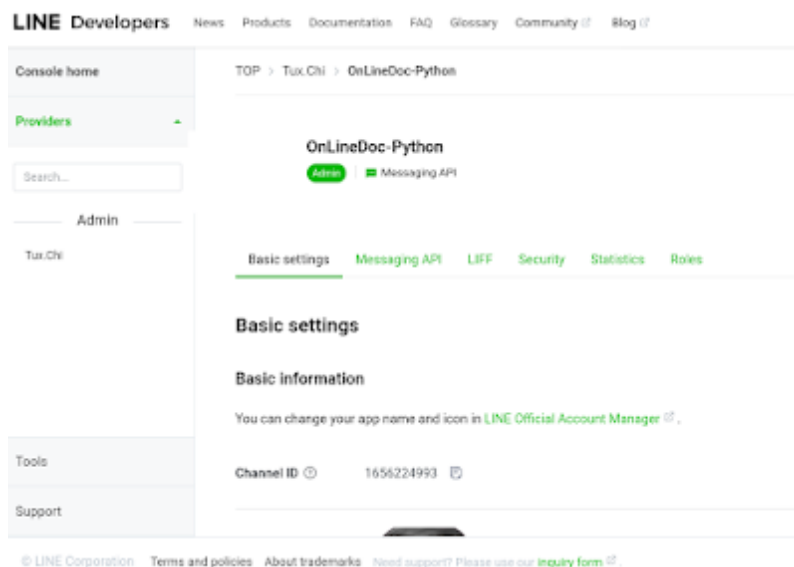 LINE Developers News Products Documentation FAQ Glossary Community Blog
Console home
TOP > Tux.Chi > OnLineDoc-Python
Providers
OnLineDoc-Python
Admin Messaging API
Search...
Admin
Tux.Chi
Basic settings Messaging API LIFF Security Statistics Roles
Basic settings
Basic information
You can change your app name and icon in LINE Official Account Manager .
Channel ID 1656224993
Tools
Support
© LINE Corporation Terms and policies About trademarks Need support? Please use our inquiry form .